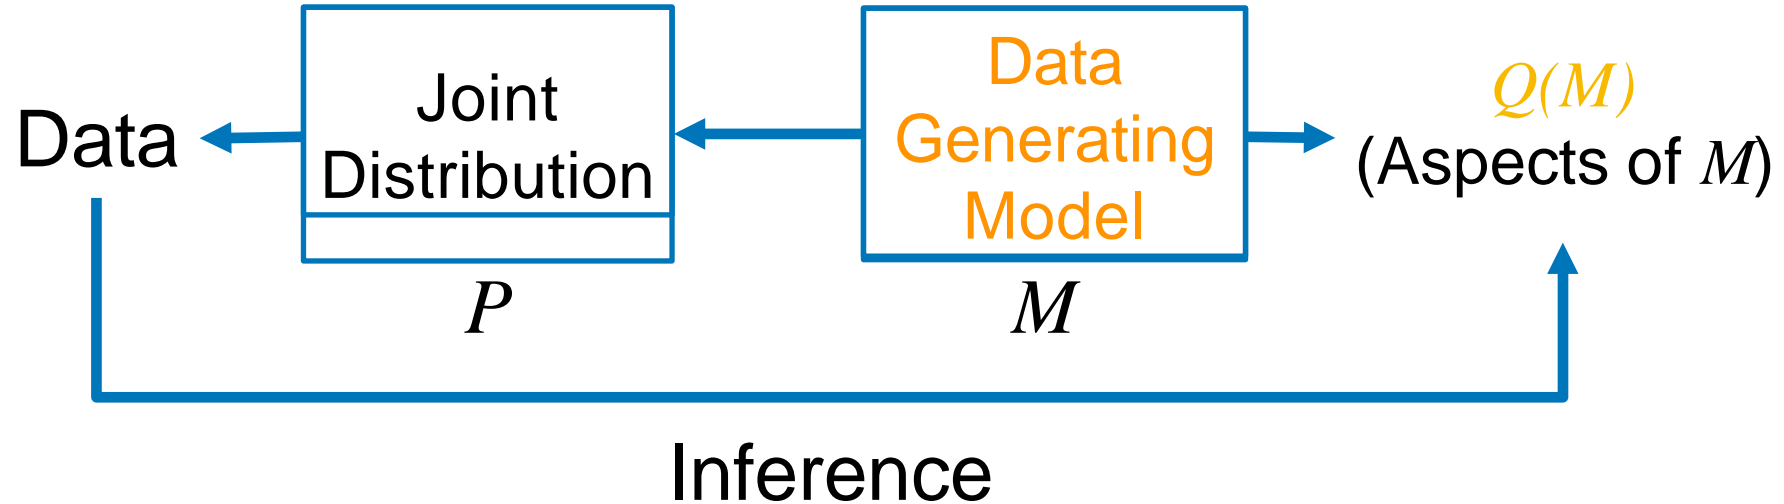 Data
Joint
Distribution
P
Data
Generating
Model
M
Q(M)
(Aspects of M)
Inference